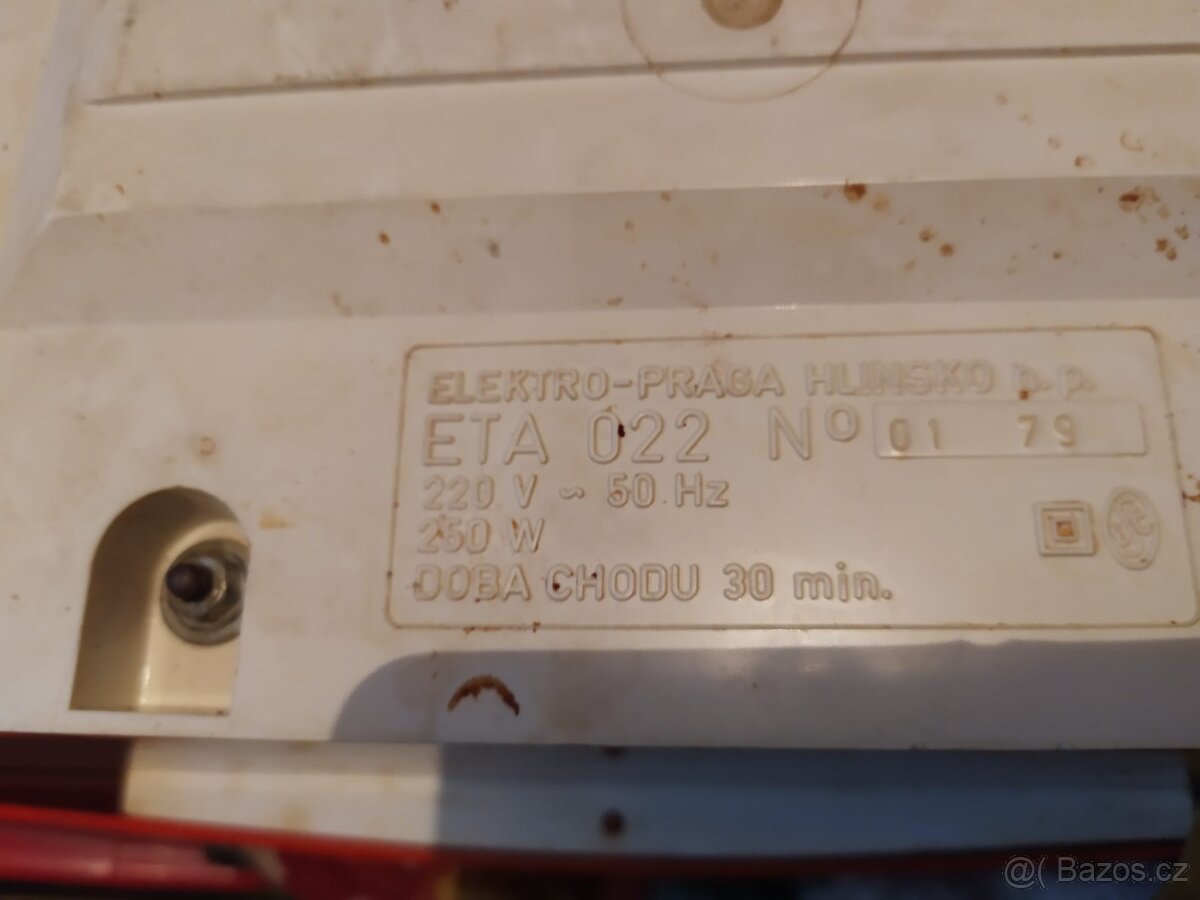 ELEKTRO-PRAGA HLINSKO p.p.
ETA 022 Nº 01 79
220 V ~ 50 Hz
250 W
DOBA CHODU 30 min.
@( Bazos.cz